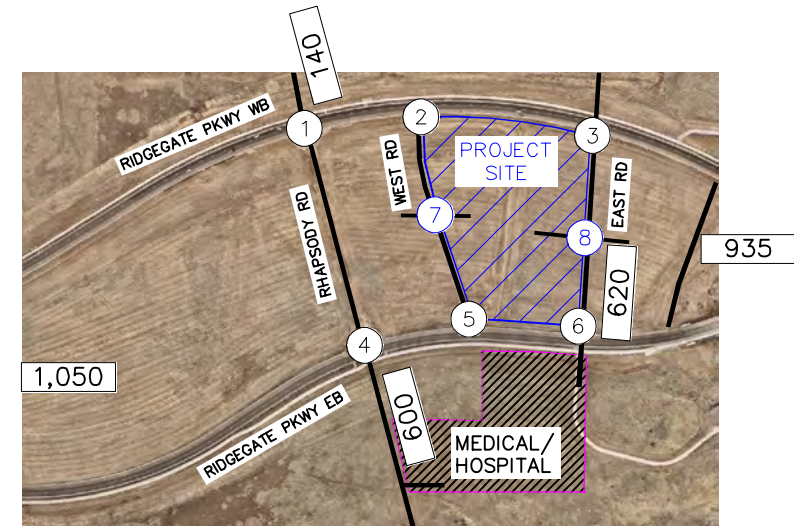 140
RIDGEGATE PKWY WB
1
2
3
WEST RD
PROJECT
SITE
EAST RD
RHAPSODY RD
7
8
935
620
5
6
4
1,050
600
RIDGEGATE PKWY EB
MEDICAL/
HOSPITAL